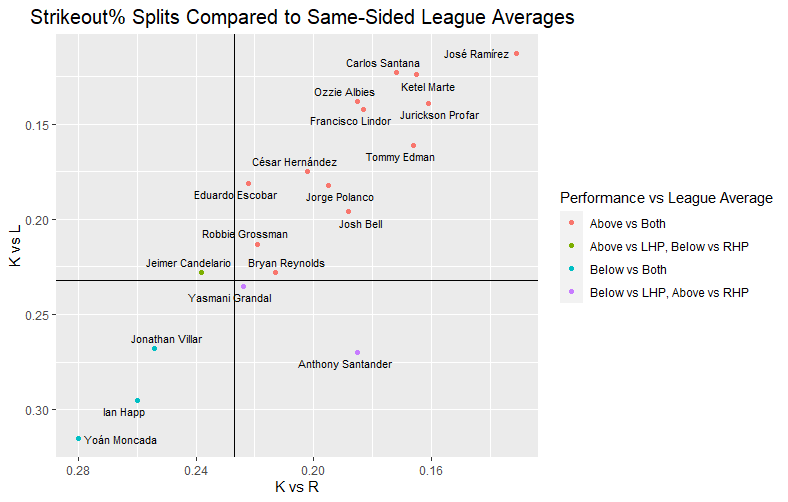 Strikeout% Splits Compared to Same-Sided League Averages
José Ramírez
Carlos Santana
Ketel Marte
Ozzie Albies
Jurickson Profar
Francislor Lindor
Tommy Edman
César Hernández
Eduardo Escobar
Jorge Polanco
Josh Bell
Robbie Grossman
Jeimer Candelario
Bryan Reynolds
Yasmani Grandal
Jonathan Villar
Anthony Santander
Ian Happ
Yoán Moncada
0.15
0.20
0.25
0.30
K vs L
0.28
0.24
0.20
0.16
K vs R
Performance vs League Average
Above vs Both
Above vs LHP, Below vs RHP
Below vs Both
Below vs LHP, Above vs RHP